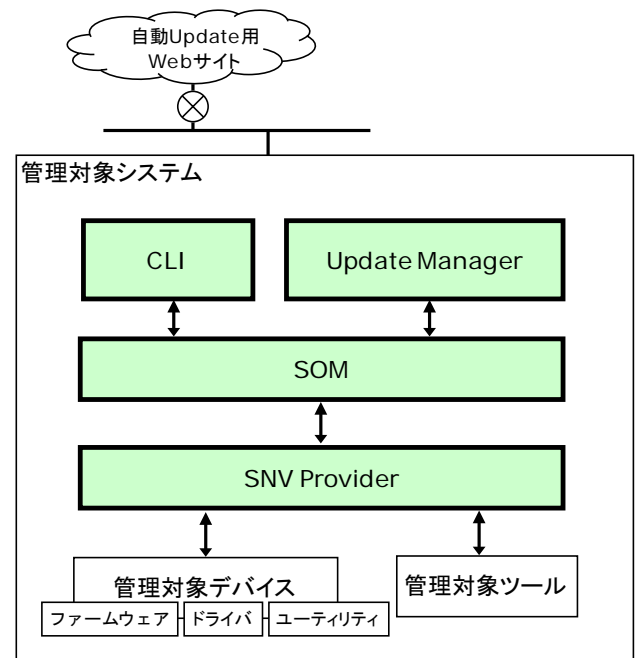 自動Update用
Webサイト
管理対象システム
CLI
Update Manager
SOM
SNV Provider
管理対象デバイス
管理対象ツール
ファームウェア
ドライバ
ユーティリティ